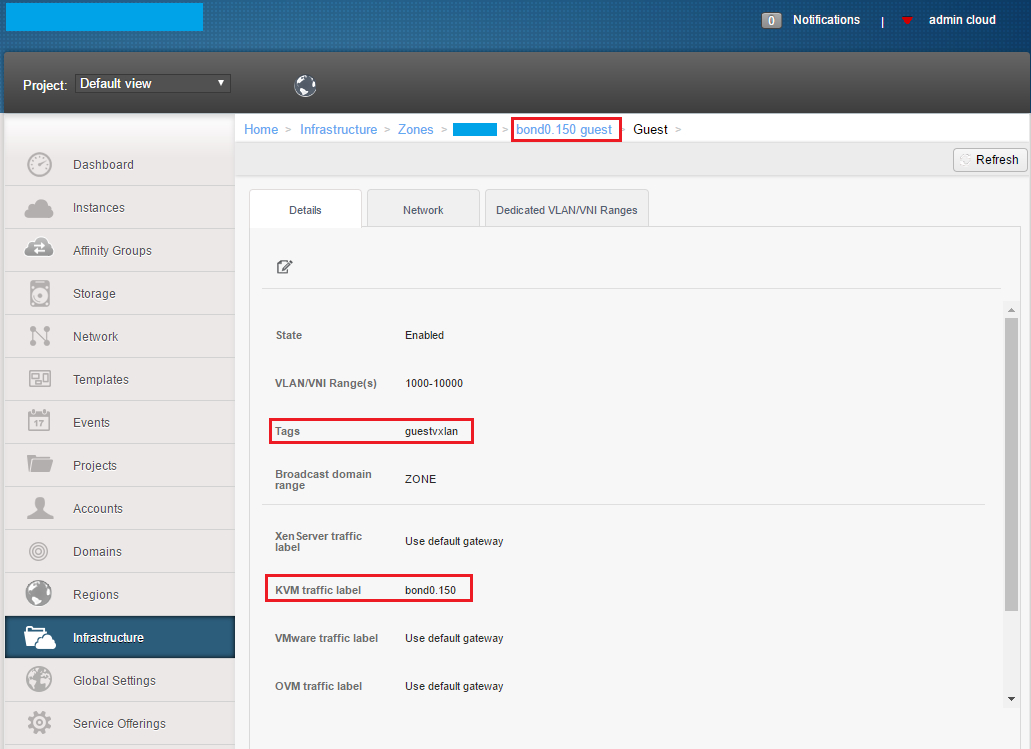 0 Notifications | admin cloud
Project: Default view
Home > Infrastructure > Zones > > bond0.150 guest > Guest >
Refresh
Dashboard
Instances
Affinity Groups
Storage
Network
Templates
17 Events
Projects
Accounts
Domains
Regions
Infrastructure
Global Settings
Service Offerings
Details Network Dedicated VLAN/VNI Ranges
State Enabled
VLAN/VNI Range(s) 1000-10000
Tags guestvxlan
Broadcast domain
range ZONE
XenServer traffic
label Use default gateway
KVM traffic label bond0.150
VMware traffic label Use default gateway
OVM traffic label Use default gateway